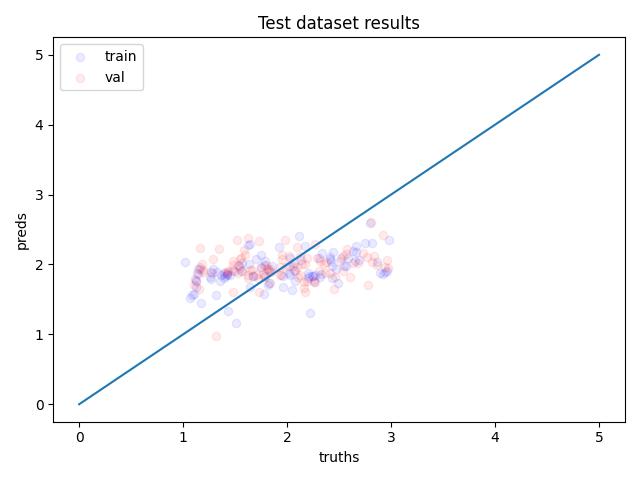 Test dataset results
train
val
preds
5
4
3
2
1
0
0 1 2 3 4 5
truths